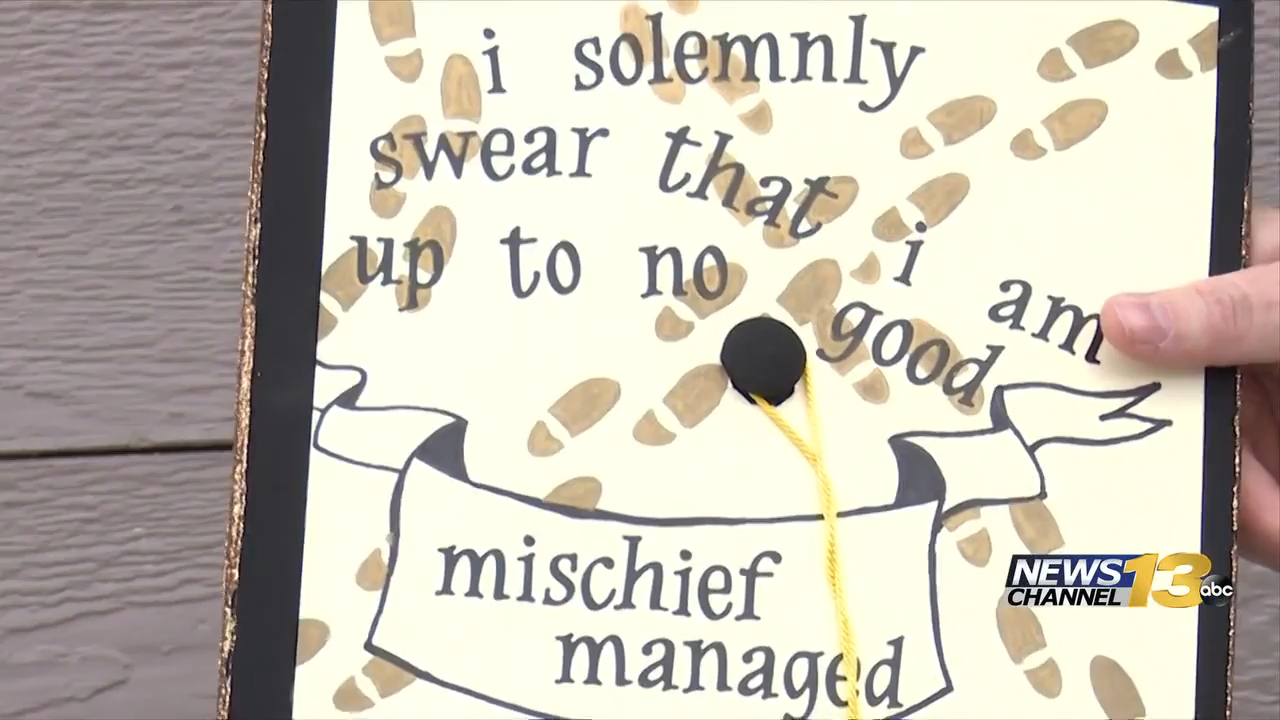 i solemnly
swear that i am
up to no good
mischief
managed
NEWS 13
CHANNEL abc